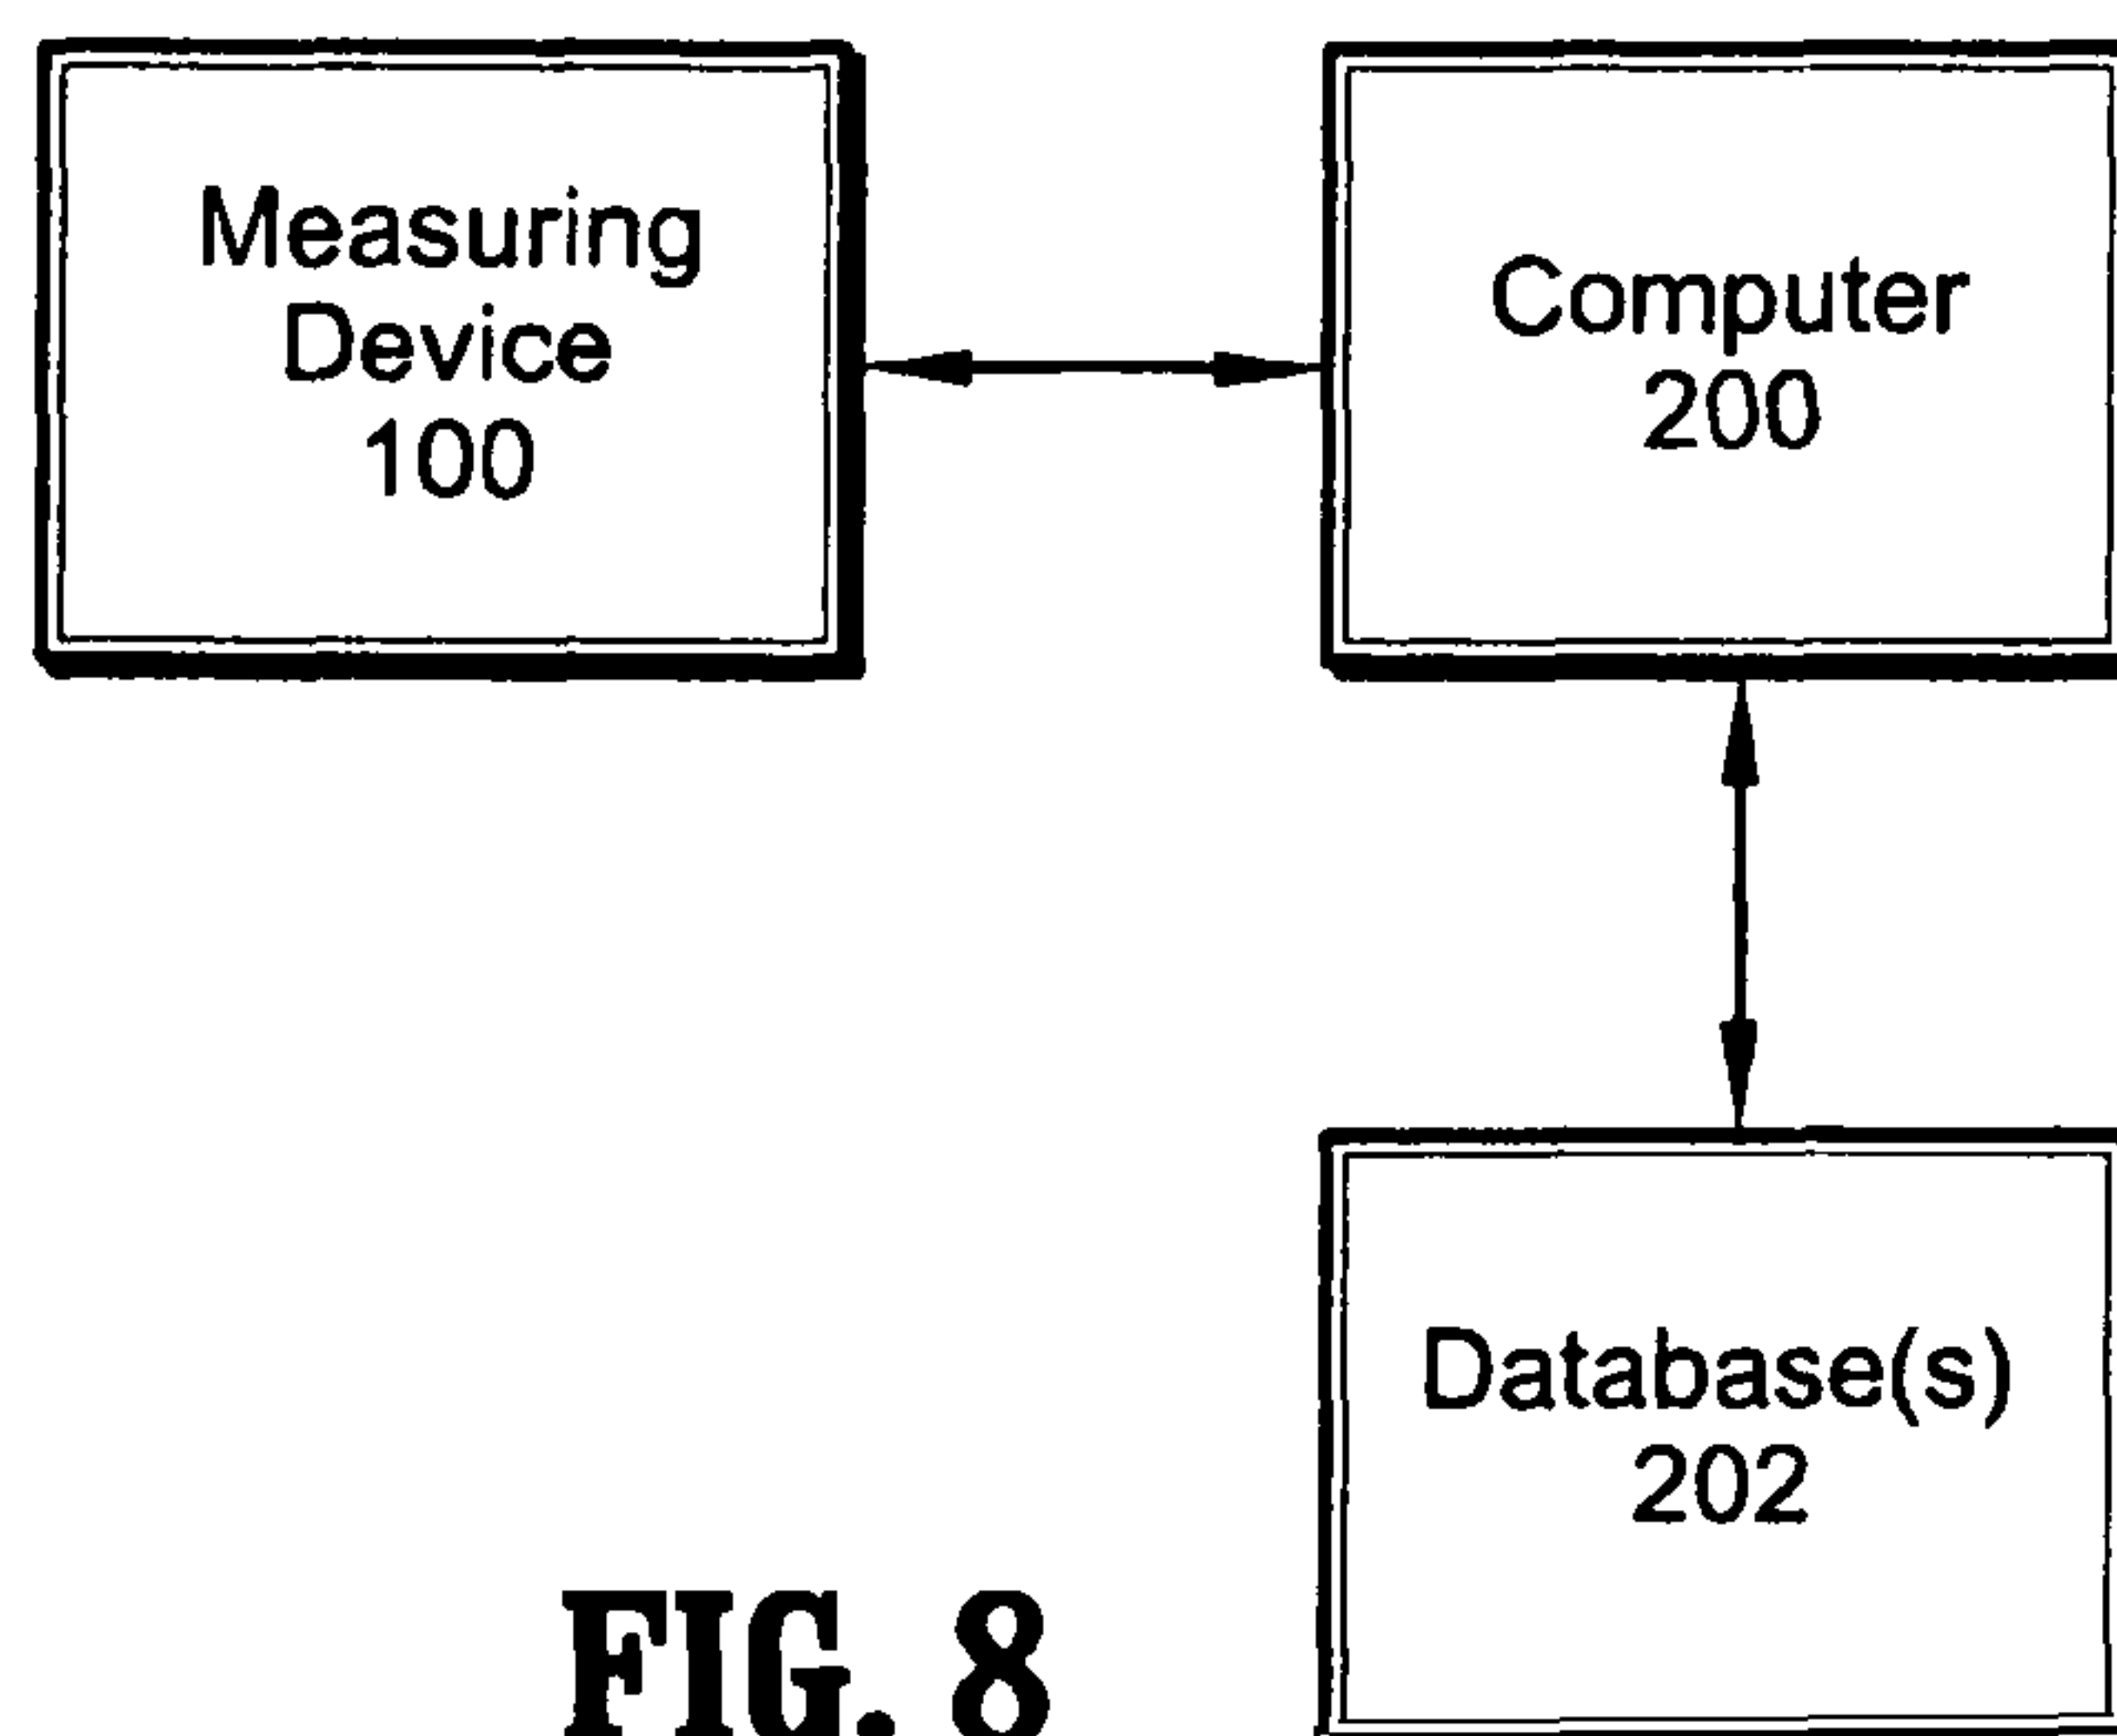 Measuring
Device
100
Computer
200
Database(s)
202
FIG. 8